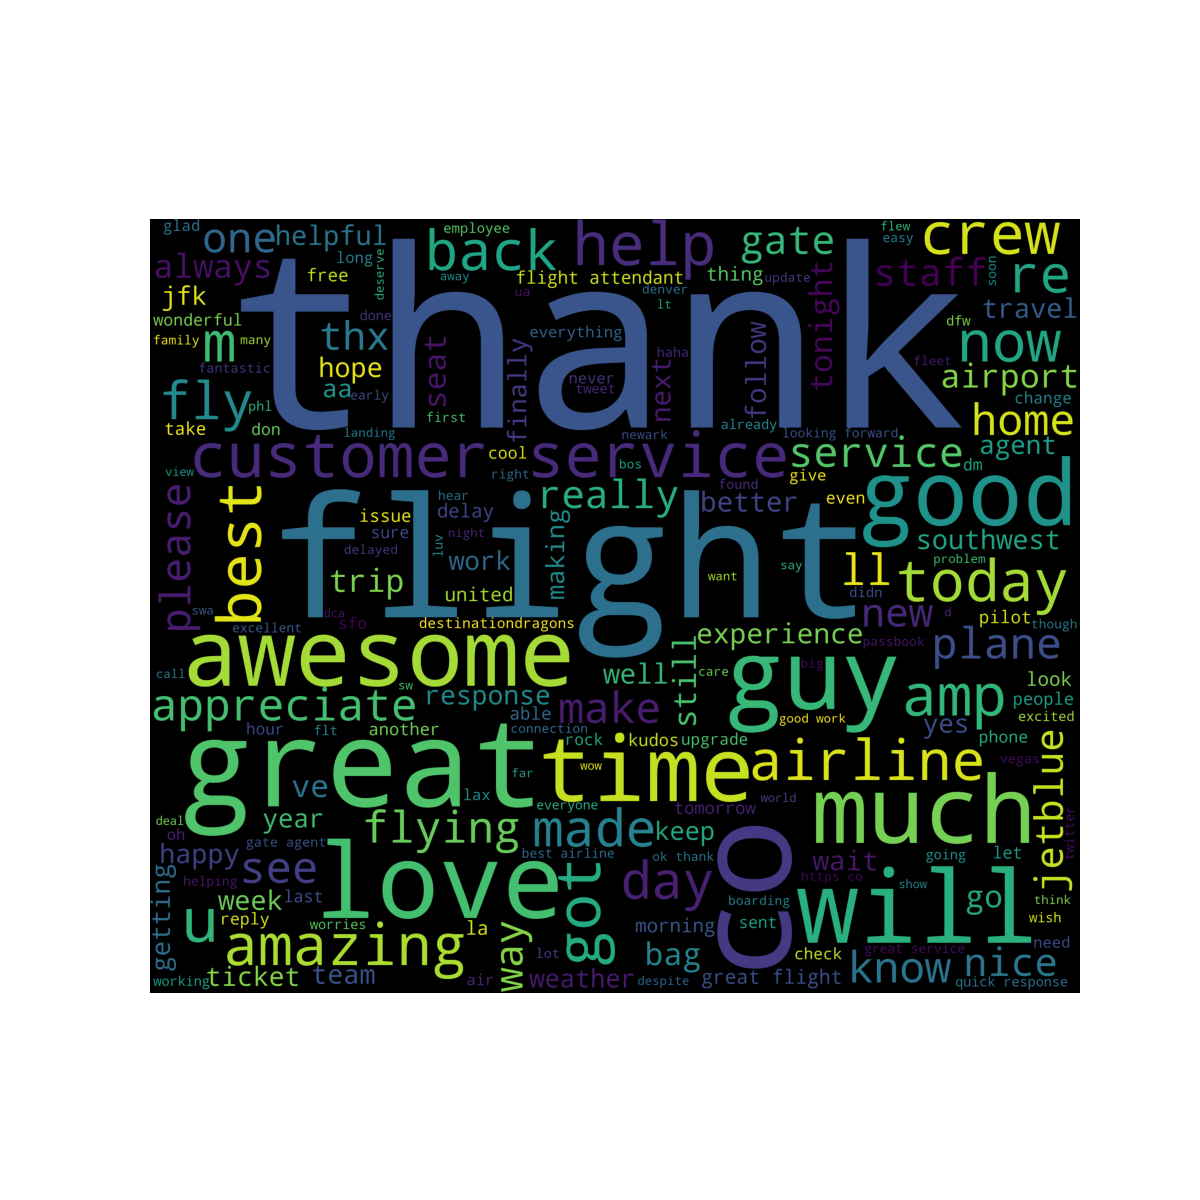 glad
one
helpful
employee
back
help
gate
flew
easy
crew
always
long
free
deserve
away
flight attendant
thing
update
staff
soon
re
jfk
ua
denver
lt
tonight
travel
thank
wonderful
done
everything
dfw
family
m
many
thx
haha
follow
now
fantastic
hope
seat
finally
never
tweet
next
fleet
airport
fly
phl
aa
early
change
take
don
first
landing
newark
already
looking forward
home
customer service
cool
service
agent
view
right
bos
give
dm
please
best
issue
hear
delay
really
found
better
even
good
sure
delayed
luv
night
work
making
southwest
trip
flight
want
say
ll
problem
today
swa
dca
sfo
united
didn
new
d
pilot
though
excellent
destinationdragons
experience
passbook
plane
awesome
call
sw
well
still
care
big
guy
look
appreciate
response
able
make
amp
people
hour
flt
another
connection
good work
yes
excited
great
rock
kudos
upgrade
phone
time
wow
airline
vegas
jetblue
ve
far
lax
everyone
tomorrow
world
much
deal
year
flying
made
keep
twitter
oh
gate agent
happy
see
best airline
ok thank
co
wait
going
let
helping
love
got
day
https co
show
go
think
getting
week
last
boarding
u
reply
worries
la
way
morning
sent
will
wish
amazing
lot
bag
check
great service
need
working
ticket
team
air
weather
despite
great flight
know
nice
quick response